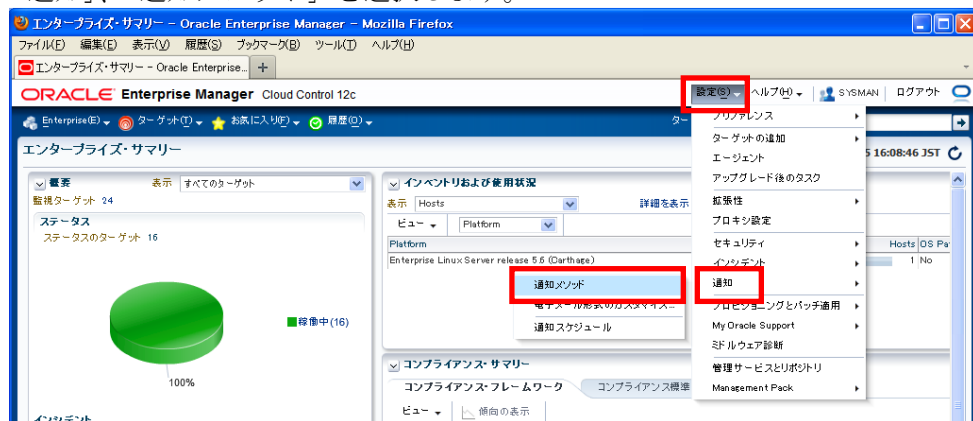 エンタープライズ・サマリー - Oracle Enterprise Manager - Mozilla Firefox
ファイル(F) 編集(E) 表示(V) 履歴(S) ブックマーク(B) ツール(T) ヘルプ(H)
エンタープライズ・サマリー - Oracle Enterprise... +
ORACLE Enterprise Manager Cloud Control 12c 設定(S) ヘルプ(H) SYSMAN ログアウト
Enterprise(E) ターゲット(T) お気に入り(F) 履歴(O) ター
エンタープライズ・サマリー 16:08:46 JST
概要 表示 すべてのターゲット
監視ターゲット 24
ステータス
ステータスのターゲット 16
稼働中(16)
100%
インシデント
インベントリおよび使用状況
表示 Hosts 詳細を表示
ビュー Platform
Platform Hosts OS Pa
Enterprise Linux Server release 5.6 (Carthage) 1 No
コンプライアンス・サマリー
コンプライアンス・フレームワーク コンプライアンス標準
ビュー 傾向の表示
プリファレンス
ターゲットの追加
エージェント
アップグレード後のタスク
拡張性
プロキシ設定
セキュリティ
インシデント
通知
プロビジョニングとパッチ適用
My Oracle Support
ミドルウェア診断
管理サービスとリポジトリ
Management Pack
通知メソッド
電子メール形式のカスタマイズ...
通知スケジュール